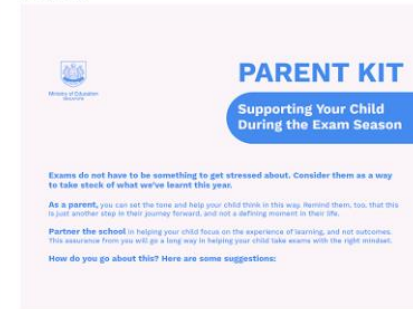 PARENT KIT
Ministry of Education
SINGAPORE
Supporting Your Child
During the Exam Season
Exams do not have to be something to get stressed about. Consider them as a way
to take stock of what we've learnt this year.
As a parent, you can set the tone and help your child think in this way. Remind them, too, that this
is just another step in their journey forward, and not a defining moment in their life.
Partner the school in helping your child focus on the experience of learning, and not outcomes.
This assurance from you will go a long way in helping your child take exams with the right mindset.
How do you go about this? Here are some suggestions: